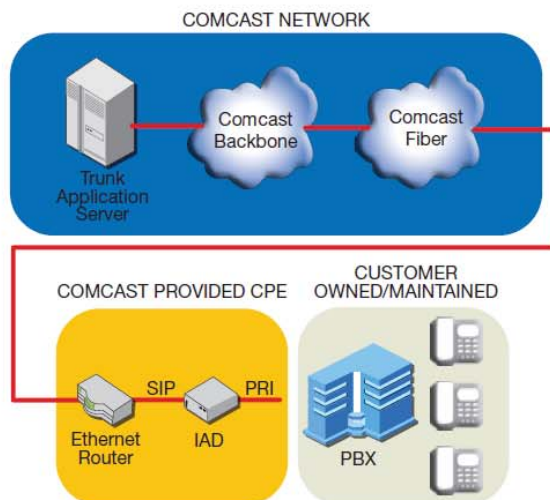 COMCAST NETWORK
Comcast
Backbone
Comcast
Fiber
Trunk
Application
Server
COMCAST PROVIDED CPE
CUSTOMER
OWNED/MAINTAINED
SIP
PRI
Ethernet
Router
IAD
PBX